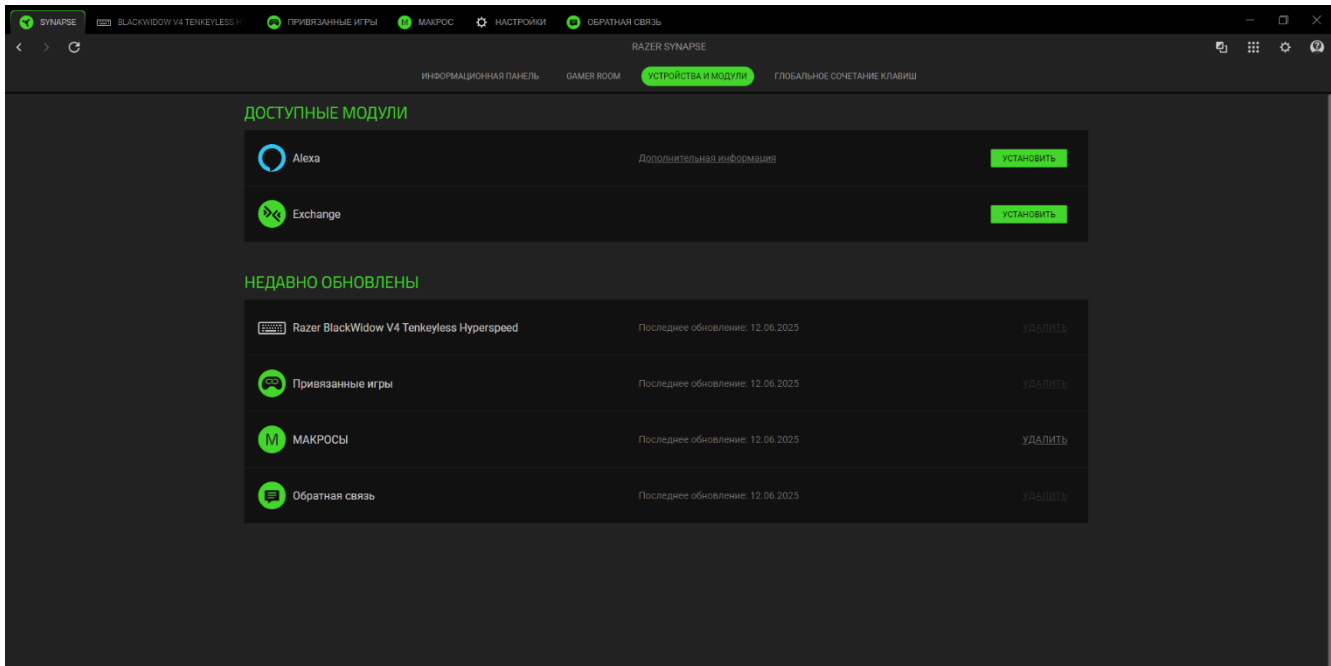 SYNAPSE BLACKWIDOW V4 TENKEYLESS H ПРИВЯЗАННЫЕ ИГРЫ M МАКРОС НАСТРОЙКИ ОБРАТНАЯ СВЯЗЬ
RAZER SYNAPSE
ИНФОРМАЦИОННАЯ ПАНЕЛЬ GAMER ROOM УСТРОЙСТВА И МОДУЛИ ГЛОБАЛЬНОЕ СОЧЕТАНИЕ КЛАВИШ
ДОСТУПНЫЕ МОДУЛИ
Alexa Дополнительная информация УСТАНОВИТЬ
Exchange УСТАНОВИТЬ
НЕДАВНО ОБНОВЛЕНЫ
Razer BlackWidow V4 Tenkeyless Hyperspeed Последнее обновление: 12.06.2025 УДАЛИТЬ
Привязанные игры Последнее обновление: 12.06.2025 УДАЛИТЬ
M МАКРОСЫ Последнее обновление: 12.06.2025 УДАЛИТЬ
Обратная связь Последнее обновление: 12.06.2025 УДАЛИТЬ